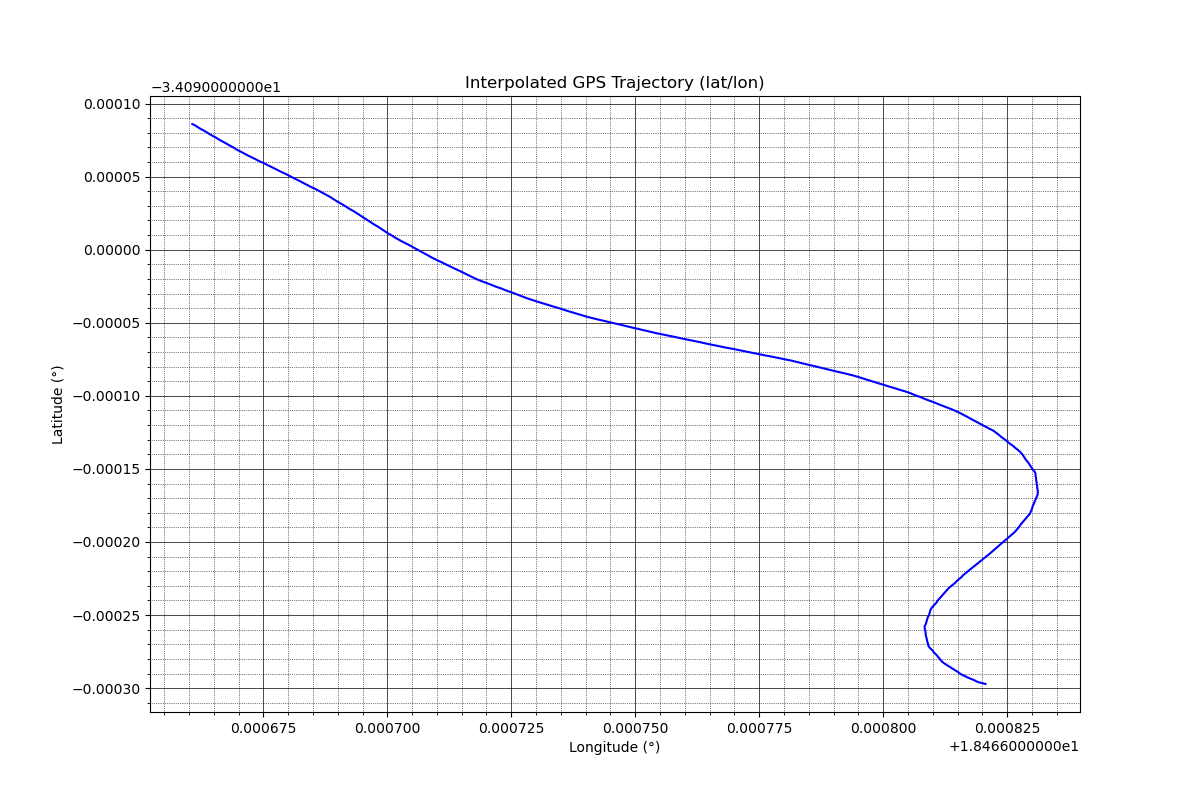 Interpolated GPS Trajectory (lat/lon)
−3.4090000000e1
0.00010
0.00005
0.00000
−0.00005
−0.00010
−0.00015
−0.00020
−0.00025
−0.00030
Latitude (°)
0.000675 0.000700 0.000725 0.000750 0.000775 0.000800 0.000825
Longitude (°)
+1.8466000000e1